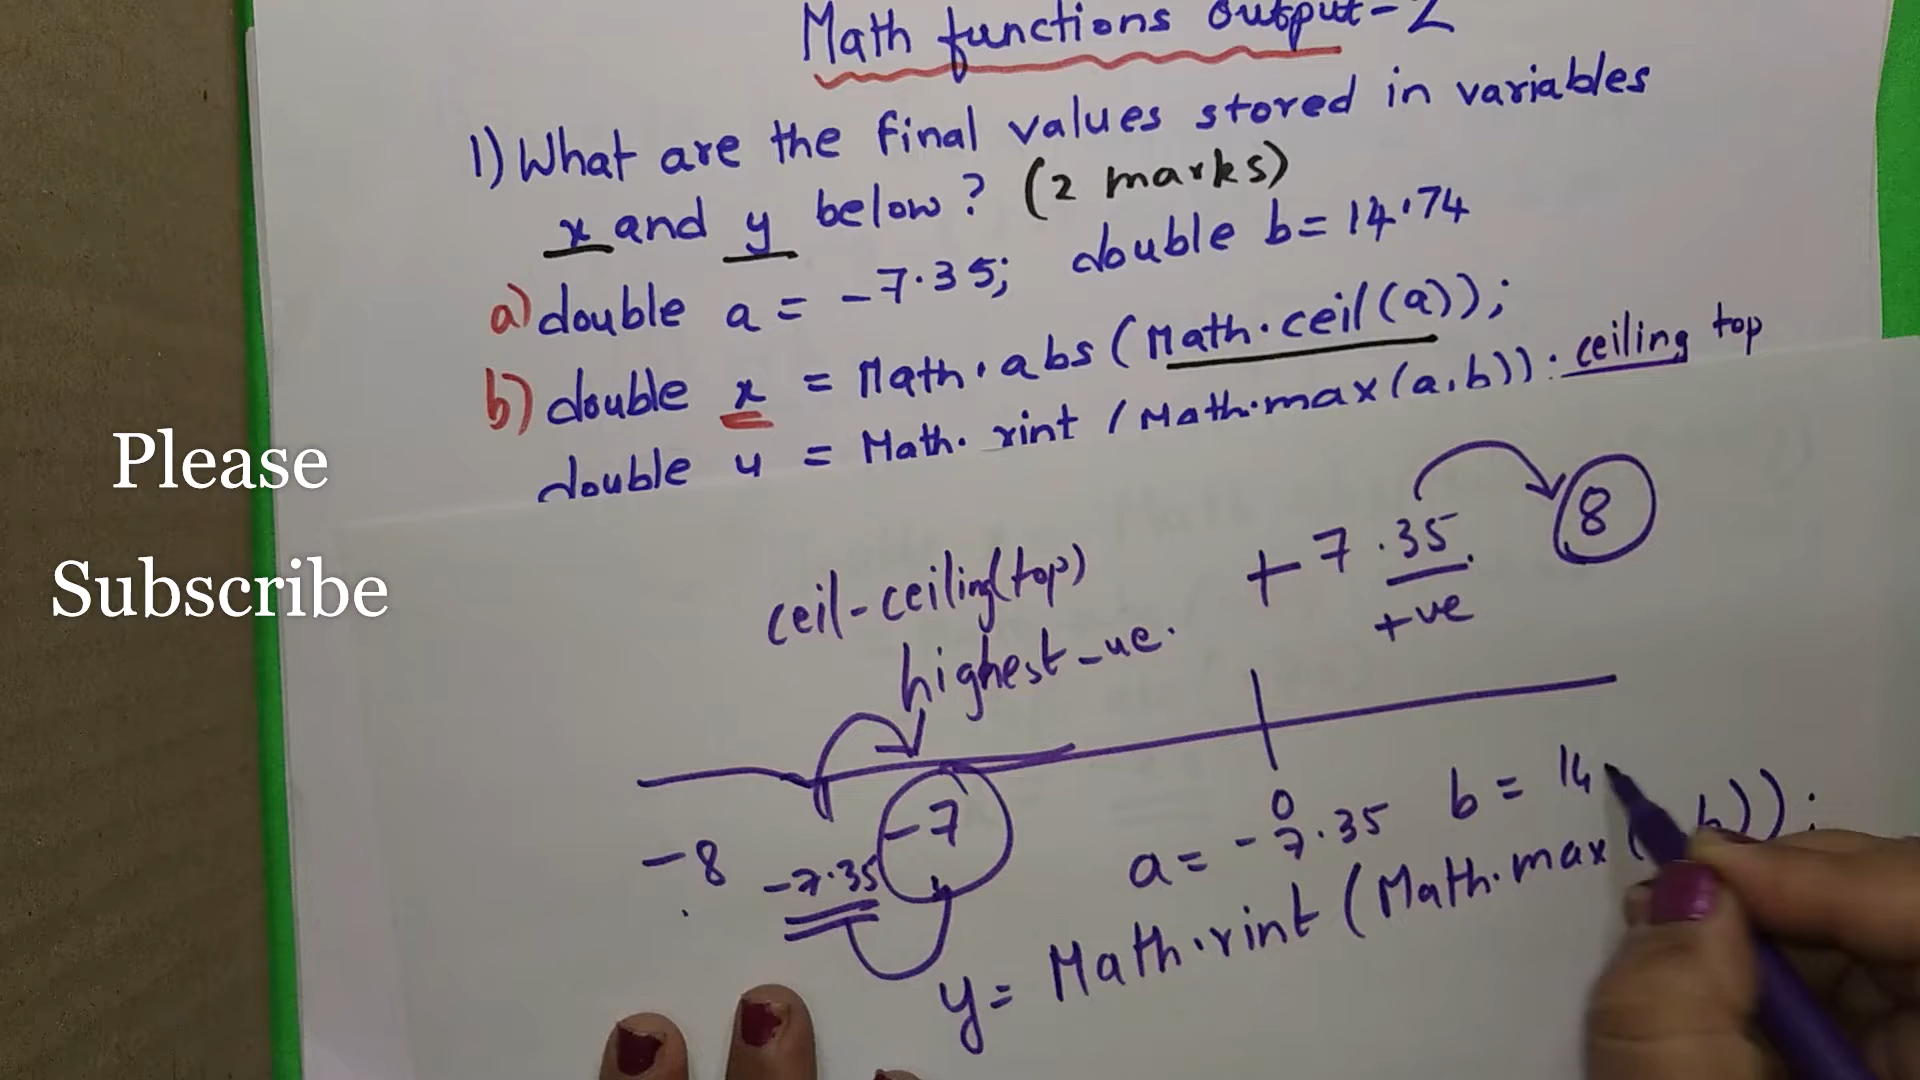 Math functions output-2
1) What are the final values stored in variables
x and y below? (2 marks)
a) double a = -7.35; double b = 14.74
b) double x = Math.abs(Math.ceil(a));
double y = Math.rint (Math.max(a,b)). ceiling top
Please
Subscribe
ceil-ceiling(top)
highest -ve.
+7.35
+ve
8
-8
-7.35
-7
0
a = -7.35 b = 14
y = Math.rint (Math.max( b));